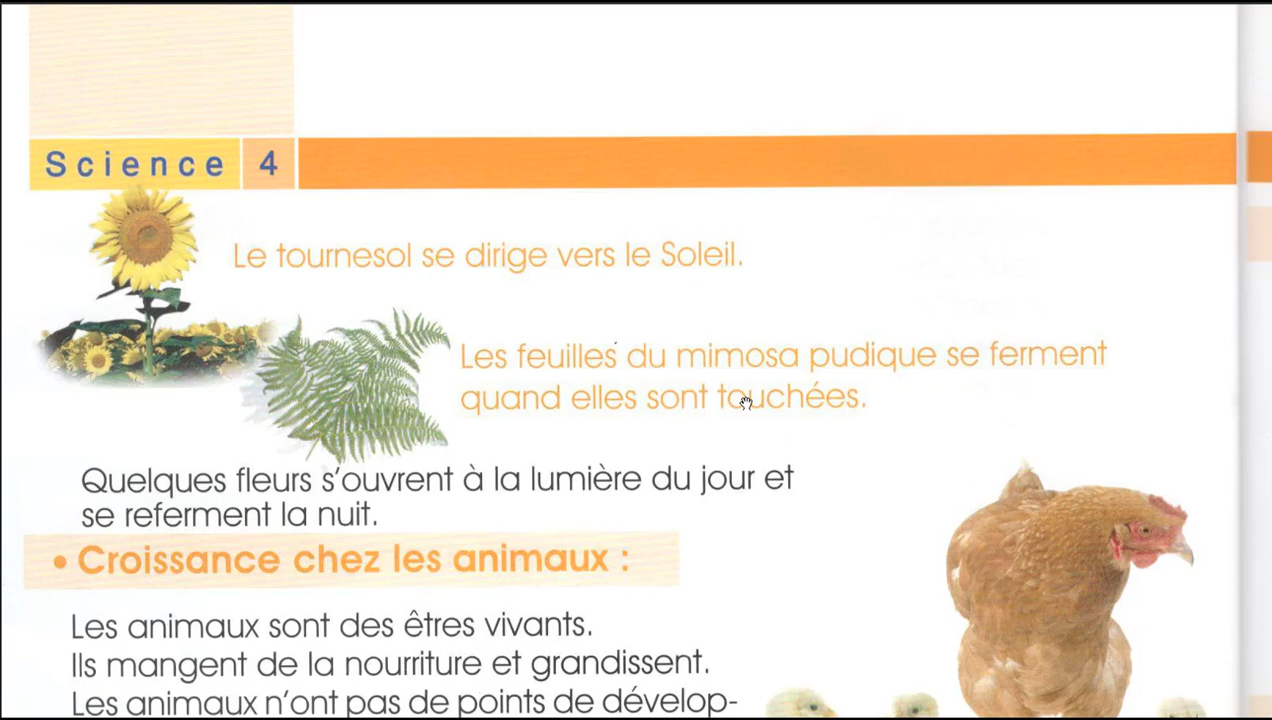 Science 4
Le tournesol se dirige vers le Soleil.
Les feuilles du mimosa pudique se ferment
quand elles sont touchées.
Quelques fleurs s'ouvrent à la lumière du jour et
se referment la nuit.
• Croissance chez les animaux :
Les animaux sont des êtres vivants.
Ils mangent de la nourriture et grandissent.
Les animaux n'ont pas de points de dévelop-